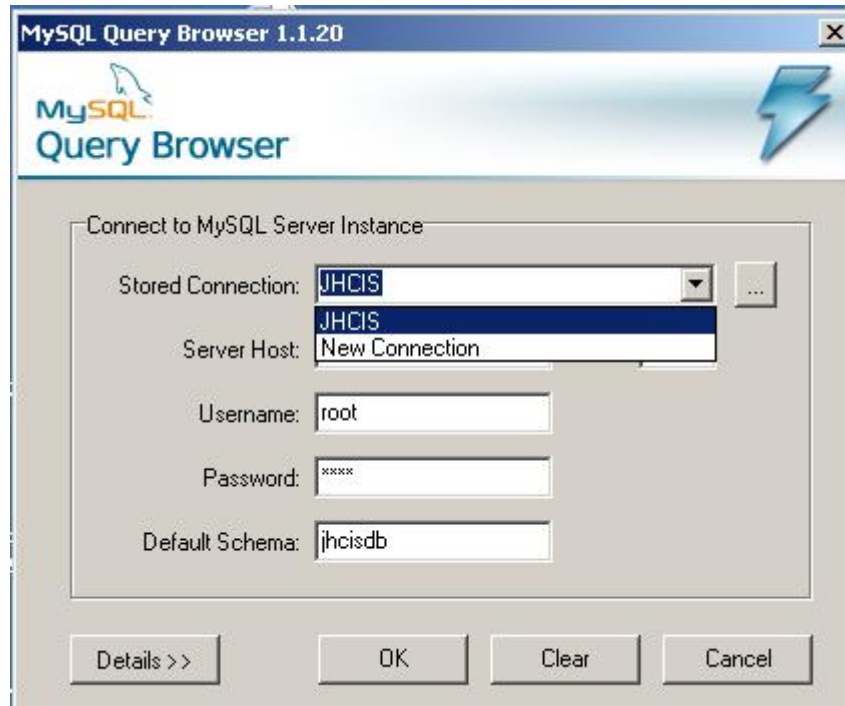 MySQL Query Browser 1.1.20
MySQL
Query Browser
Connect to MySQL Server Instance
Stored Connection: JHCIS ...
JHCIS
Server Host: New Connection
Username: root
Password: ****
Default Schema: jhcisdb
Details >> OK Clear Cancel